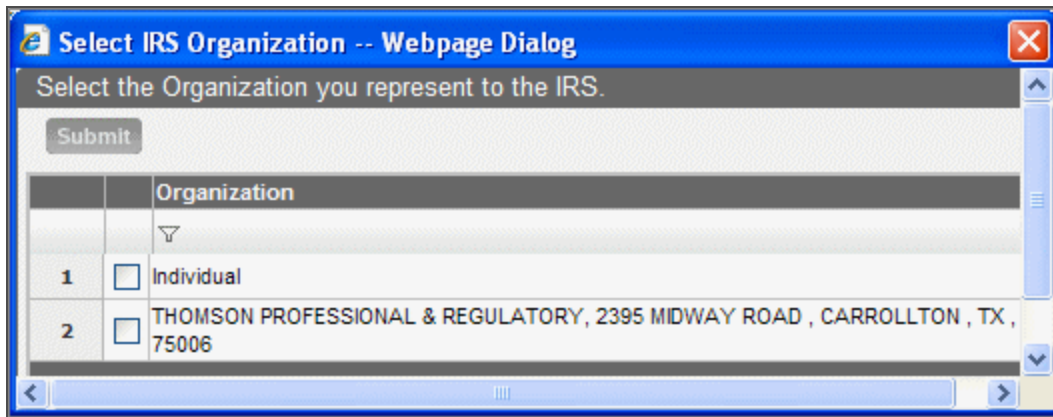 Select IRS Organization -- Webpage Dialog
Select the Organization you represent to the IRS.
Submit
Organization
1 Individual
2 THOMSON PROFESSIONAL & REGULATORY, 2395 MIDWAY ROAD , CARROLLTON , TX ,
75006